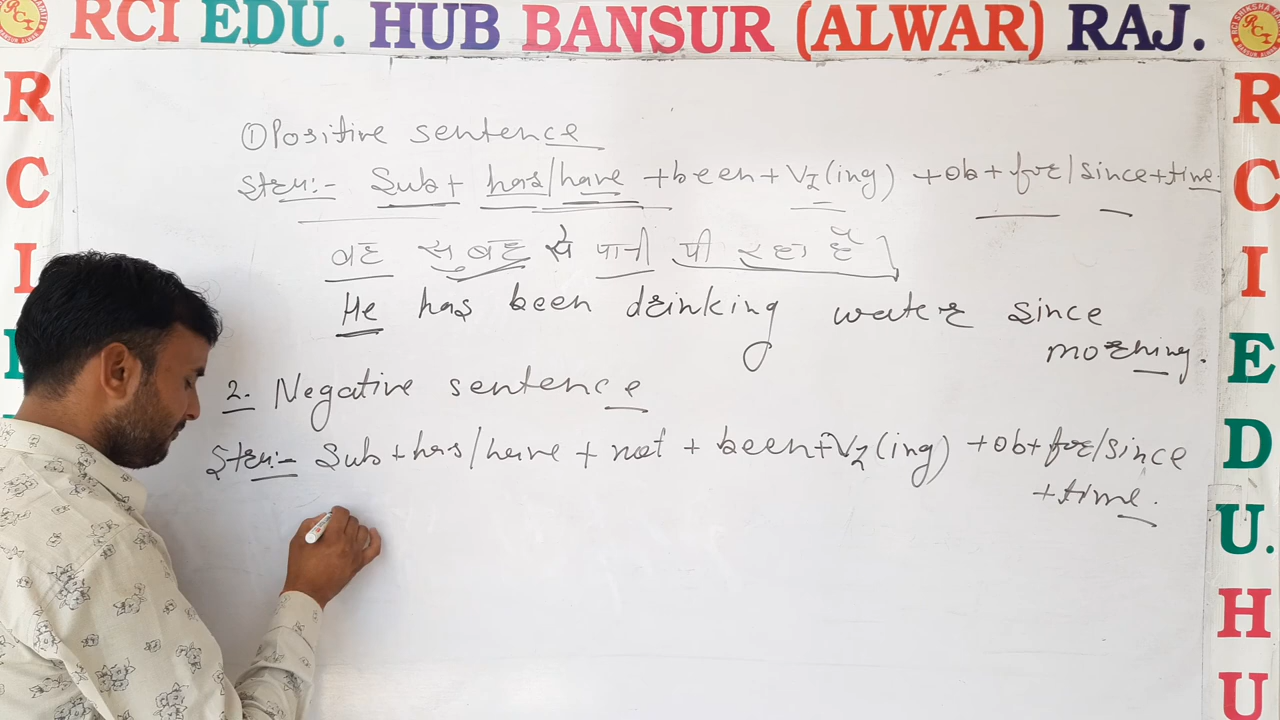 RCI EDU. HUB BANSUR (ALWAR) RAJ.
① Positive sentence
Stru:- Sub + has/have + been + V1(ing) + ob + for/since + time.
वह सुबह से पानी पी रहा है।
He has been drinking water since
morning.
2. Negative sentence
Stru:- Sub + has/have + not + been + V1(ing) + ob + for/since
+ time.
R
C
I
E
R
C
I
E
D
U.
H
U